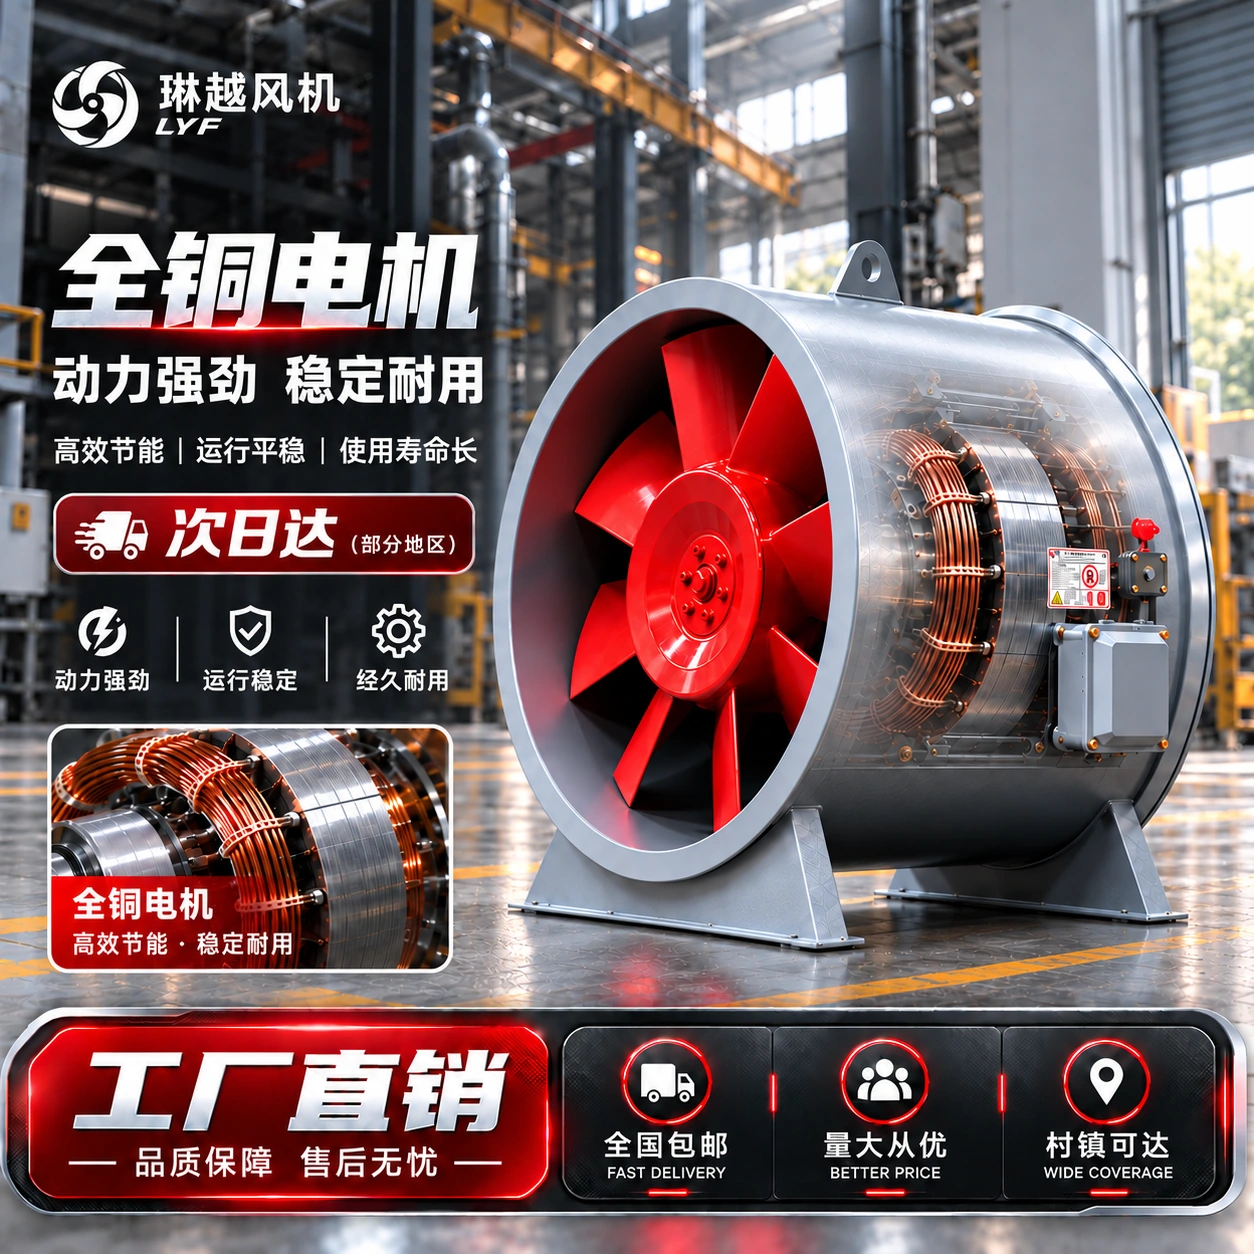 琳越风机
LYF
全铜电机
动力强劲 稳定耐用
高效节能 | 运行平稳 | 使用寿命长
次日达 (部分地区)
动力强劲
运行稳定
经久耐用
全铜电机
高效节能 · 稳定耐用
工厂直销
品质保障 售后无忧
全国包邮
FAST DELIVERY
量大从优
BETTER PRICE
村镇可达
WIDE COVERAGE